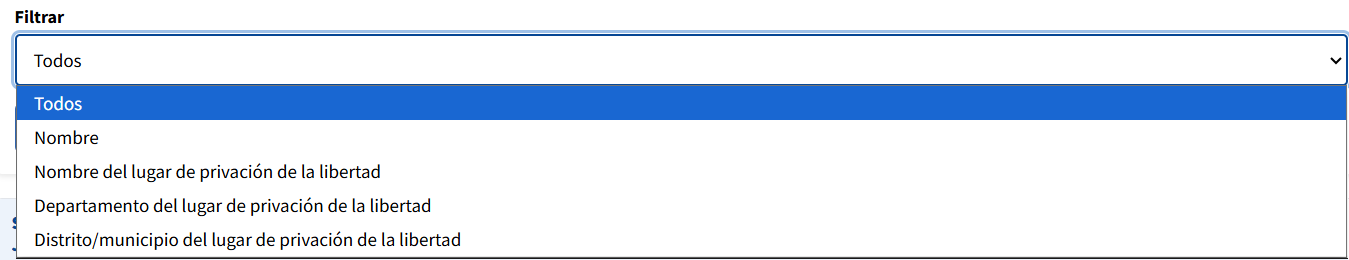 Filtrar
Todos
Todos
Nombre
Nombre del lugar de privación de la libertad
Departamento del lugar de privación de la libertad
Distrito/municipio del lugar de privación de la libertad